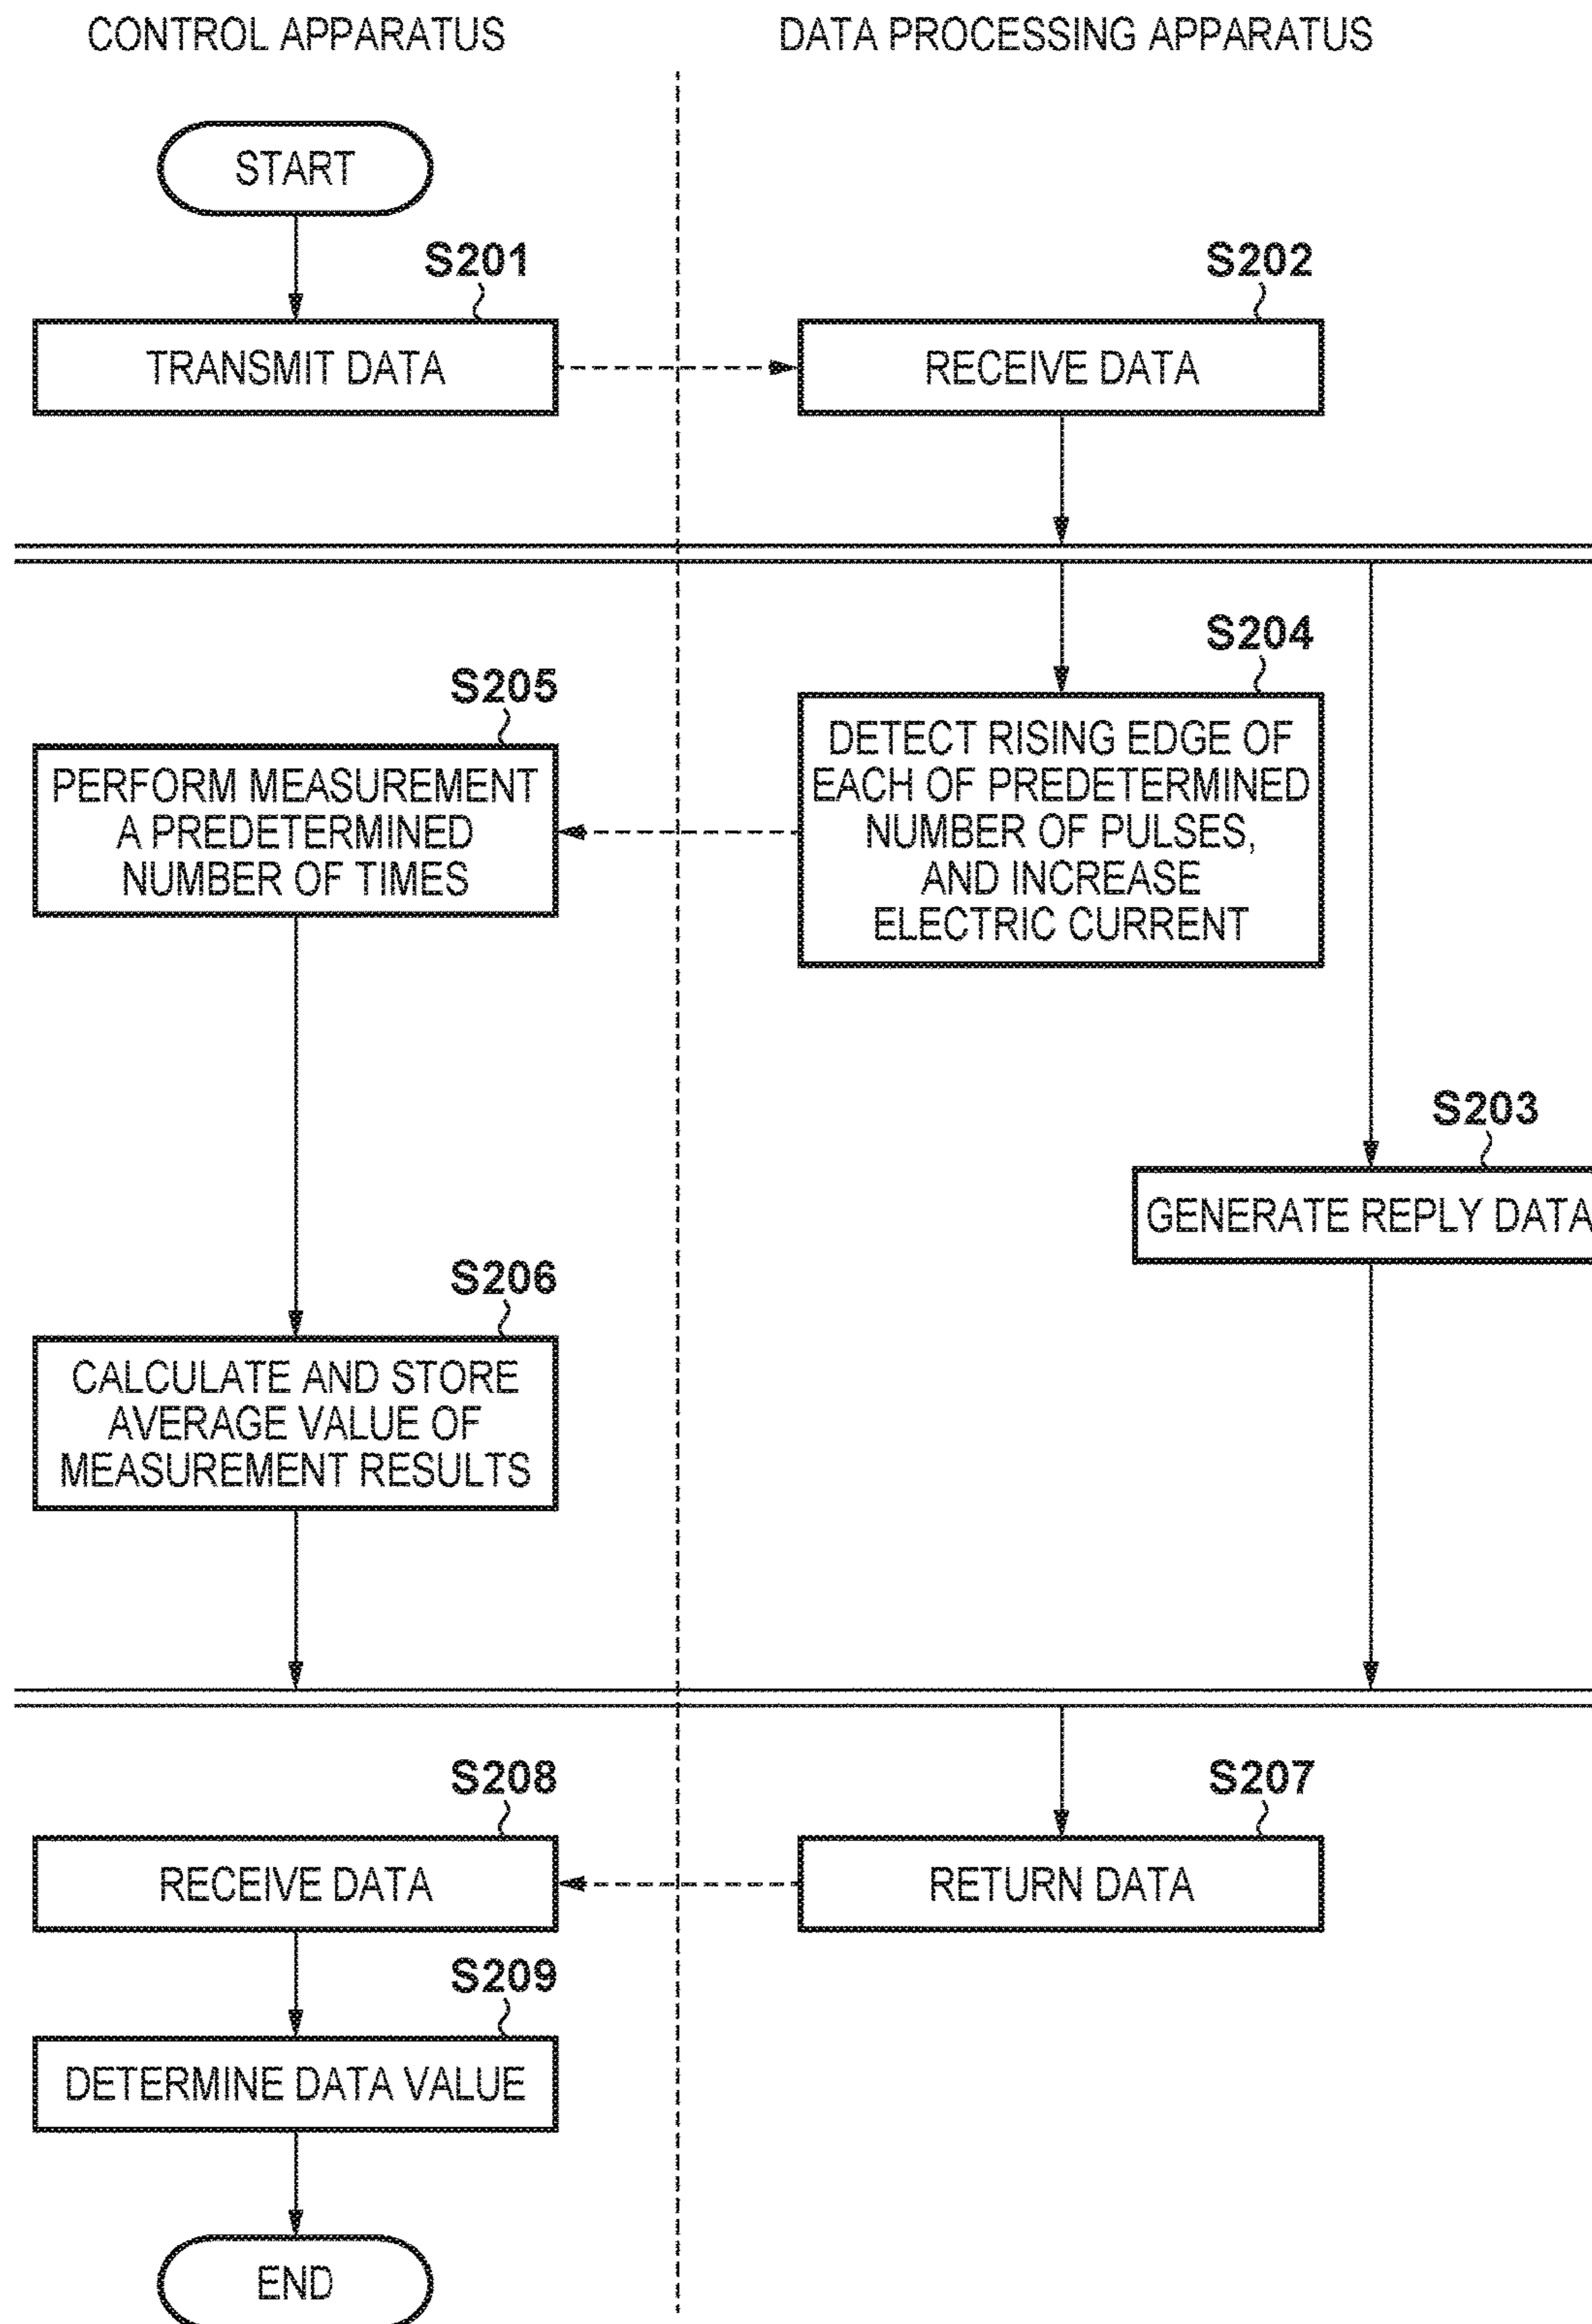 CONTROL APPARATUS
DATA PROCESSING APPARATUS
START
S201
TRANSMIT DATA
S202
RECEIVE DATA
S204
DETECT RISING EDGE OF
EACH OF PREDETERMINED
NUMBER OF PULSES,
AND INCREASE
ELECTRIC CURRENT
S205
PERFORM MEASUREMENT
A PREDETERMINED
NUMBER OF TIMES
S203
GENERATE REPLY DATA
S206
CALCULATE AND STORE
AVERAGE VALUE OF
MEASUREMENT RESULTS
S207
RETURN DATA
S208
RECEIVE DATA
S209
DETERMINE DATA VALUE
END